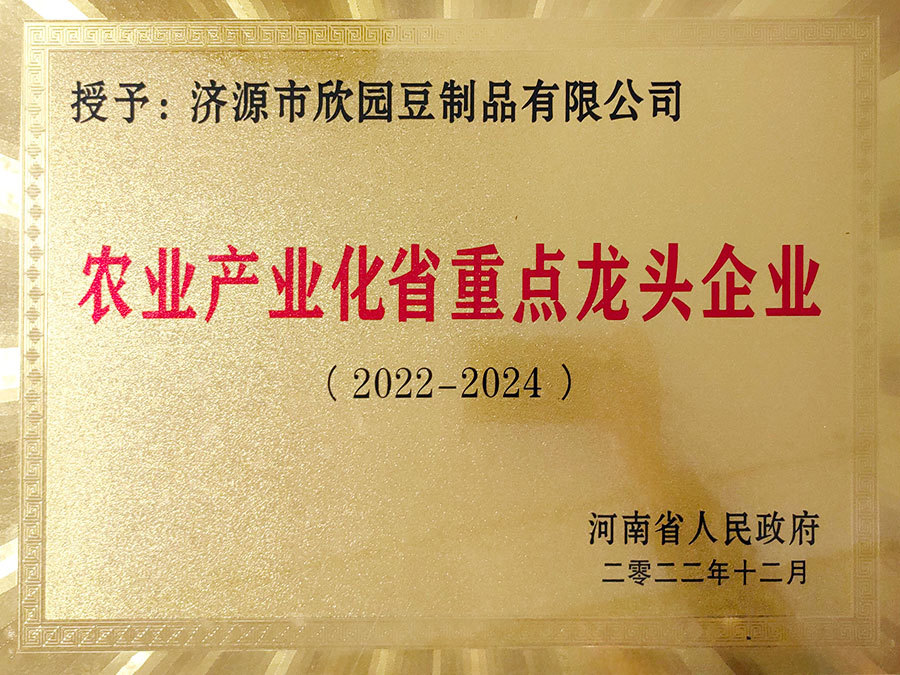 授予：济源市欣园豆制品有限公司
农业产业化省重点龙头企业
（2022-2024）
河南省人民政府
二零二二年十二月